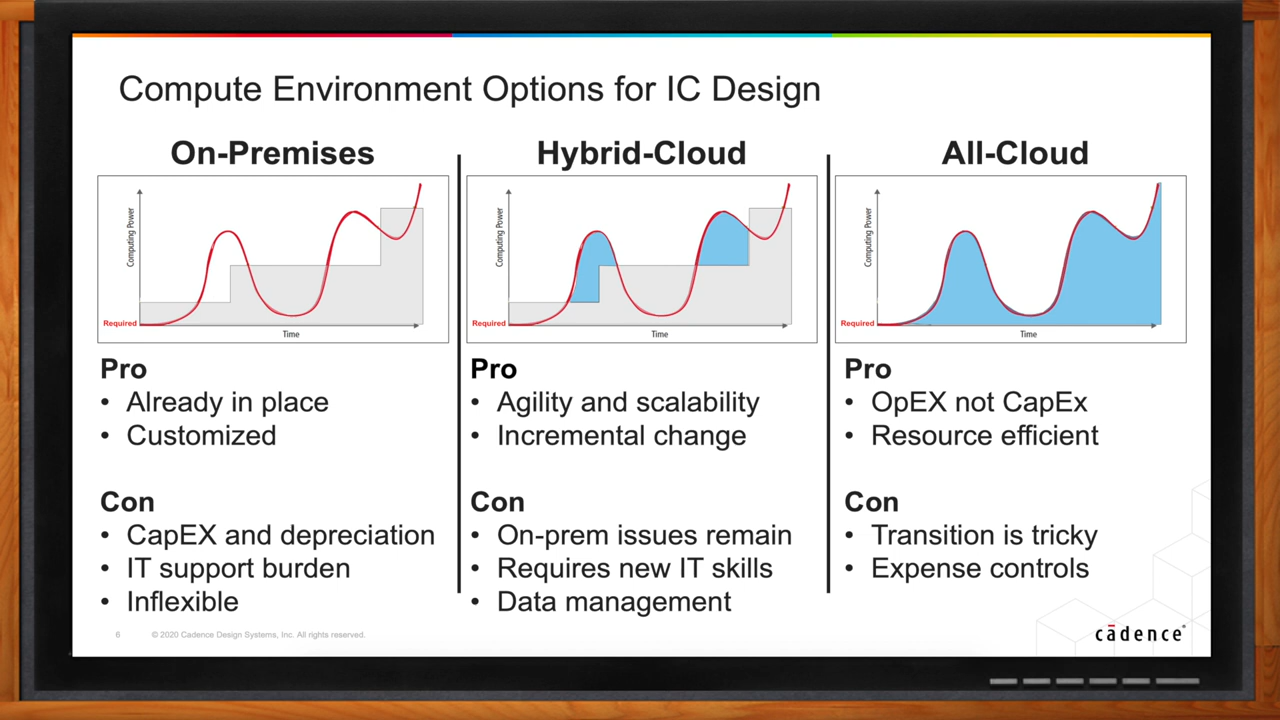 Compute Environment Options for IC Design
On-Premises
Computing Power
Required
Time
Pro
• Already in place
• Customized
Con
• CapEX and depreciation
• IT support burden
• Inflexible
Hybrid-Cloud
Computing Power
Required
Time
Pro
• Agility and scalability
• Incremental change
Con
• On-prem issues remain
• Requires new IT skills
• Data management
All-Cloud
Computing Power
Required
Time
Pro
• OpEX not CapEx
• Resource efficient
Con
• Transition is tricky
• Expense controls
6
© 2020 Cadence Design Systems, Inc. All rights reserved.
cādence®